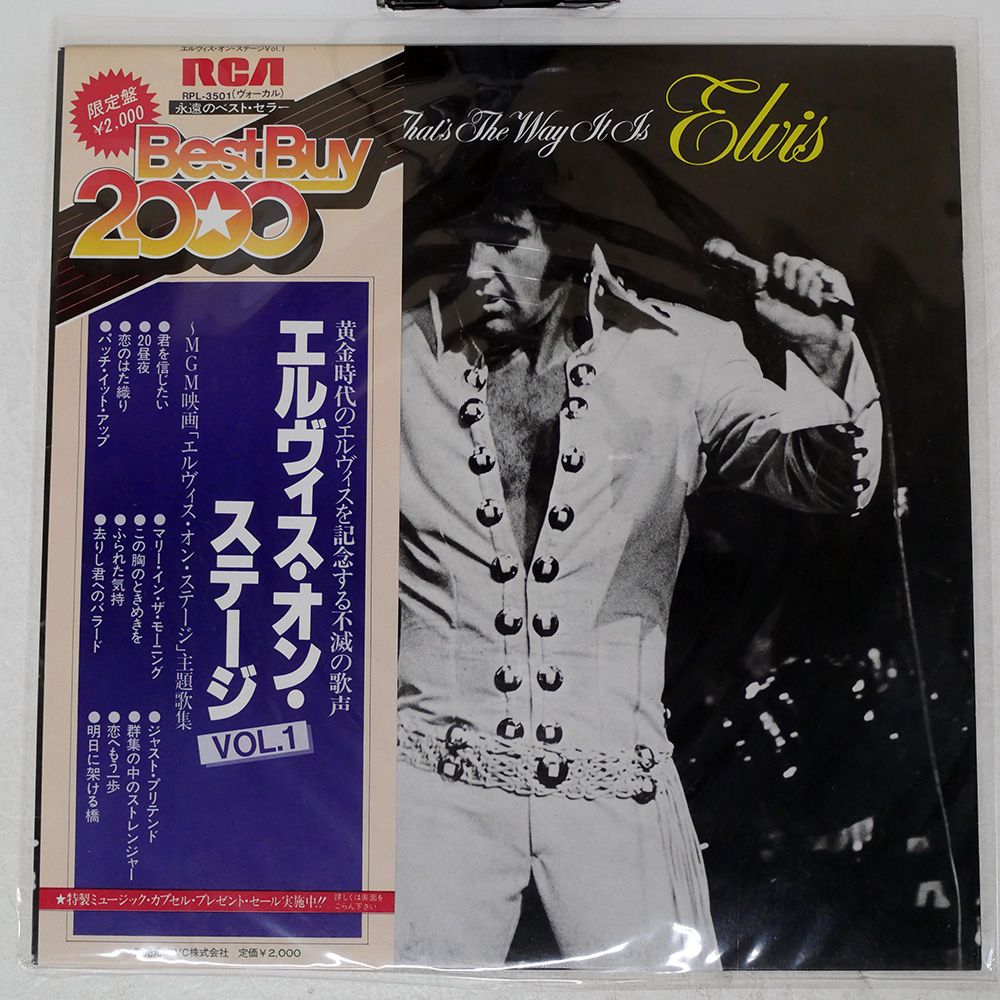 エルヴィス・オン・ステージVol.1
RCA
RPL-3501(ヴォーカル)
永遠のベスト・セラー
限定盤
¥2,000
BestBuy
2000
That's The Way It Is
Elvis
黄金時代のエルヴィスを記念する不滅の歌声
エルヴィス・オン・
ステージ
VOL.1
~MGM映画「エルヴィス・オン・ステージ」主題歌集
●君を信じたい
●20昼夜
●恋のはた織り
●パッチ・イット・アップ
●マリー・イン・ザ・モーニング
●この胸のときめきを
●ふられた気持
●去りし君へのバラード
●ジャスト・プリテンド
●群集の中のストレンジャー
●恋へもう一歩
●明日に架ける橋
★特製ミュージック・カプセル・プレゼント・セール実施中!!
詳しくは裏面を
ごらん下さい
VC株式会社 定価¥2,000